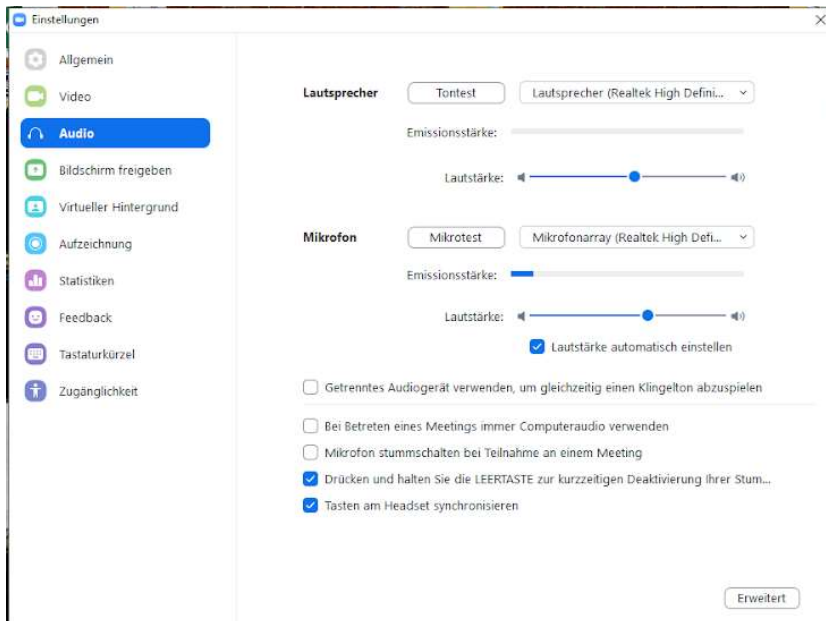 Einstellungen
Allgemein
Video
Audio
Bildschirm freigeben
Virtueller Hintergrund
Aufzeichnung
Statistiken
Feedback
Tastaturkürzel
Zugänglichkeit
Lautsprecher Tontest Lautsprecher (Realtek High Defini...
Emissionsstärke:
Lautstärke:
Mikrofon Mikrotest Mikrofonarray (Realtek High Defi...
Emissionsstärke:
Lautstärke:
Lautstärke automatisch einstellen
Getrenntes Audiogerät verwenden, um gleichzeitig einen Klingelton abzuspielen
Bei Betreten eines Meetings immer Computeraudio verwenden
Mikrofon stummschalten bei Teilnahme an einem Meeting
Drücken und halten Sie die LEERTASTE zur kurzzeitigen Deaktivierung Ihrer Stum...
Tasten am Headset synchronisieren
Erweitert